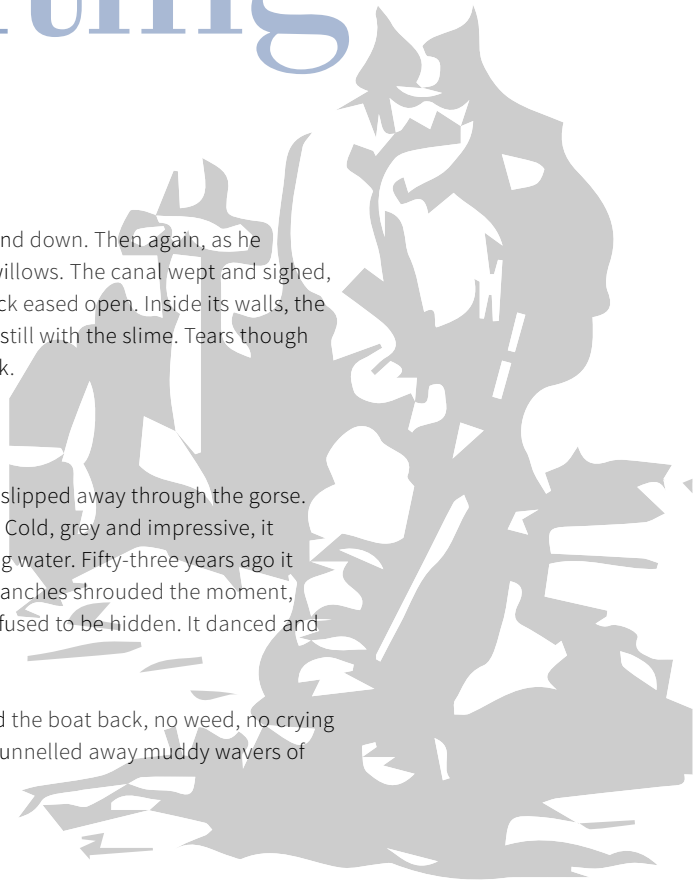 nd down. Then again, as he
willows. The canal wept and sighed,
ck eased open. Inside its walls, the
still with the slime. Tears though
k.
slipped away through the gorse.
Cold, grey and impressive, it
g water. Fifty-three years ago it
anches shrouded the moment,
fused to be hidden. It danced and
d the boat back, no weed, no crying
unnelled away muddy wavers of